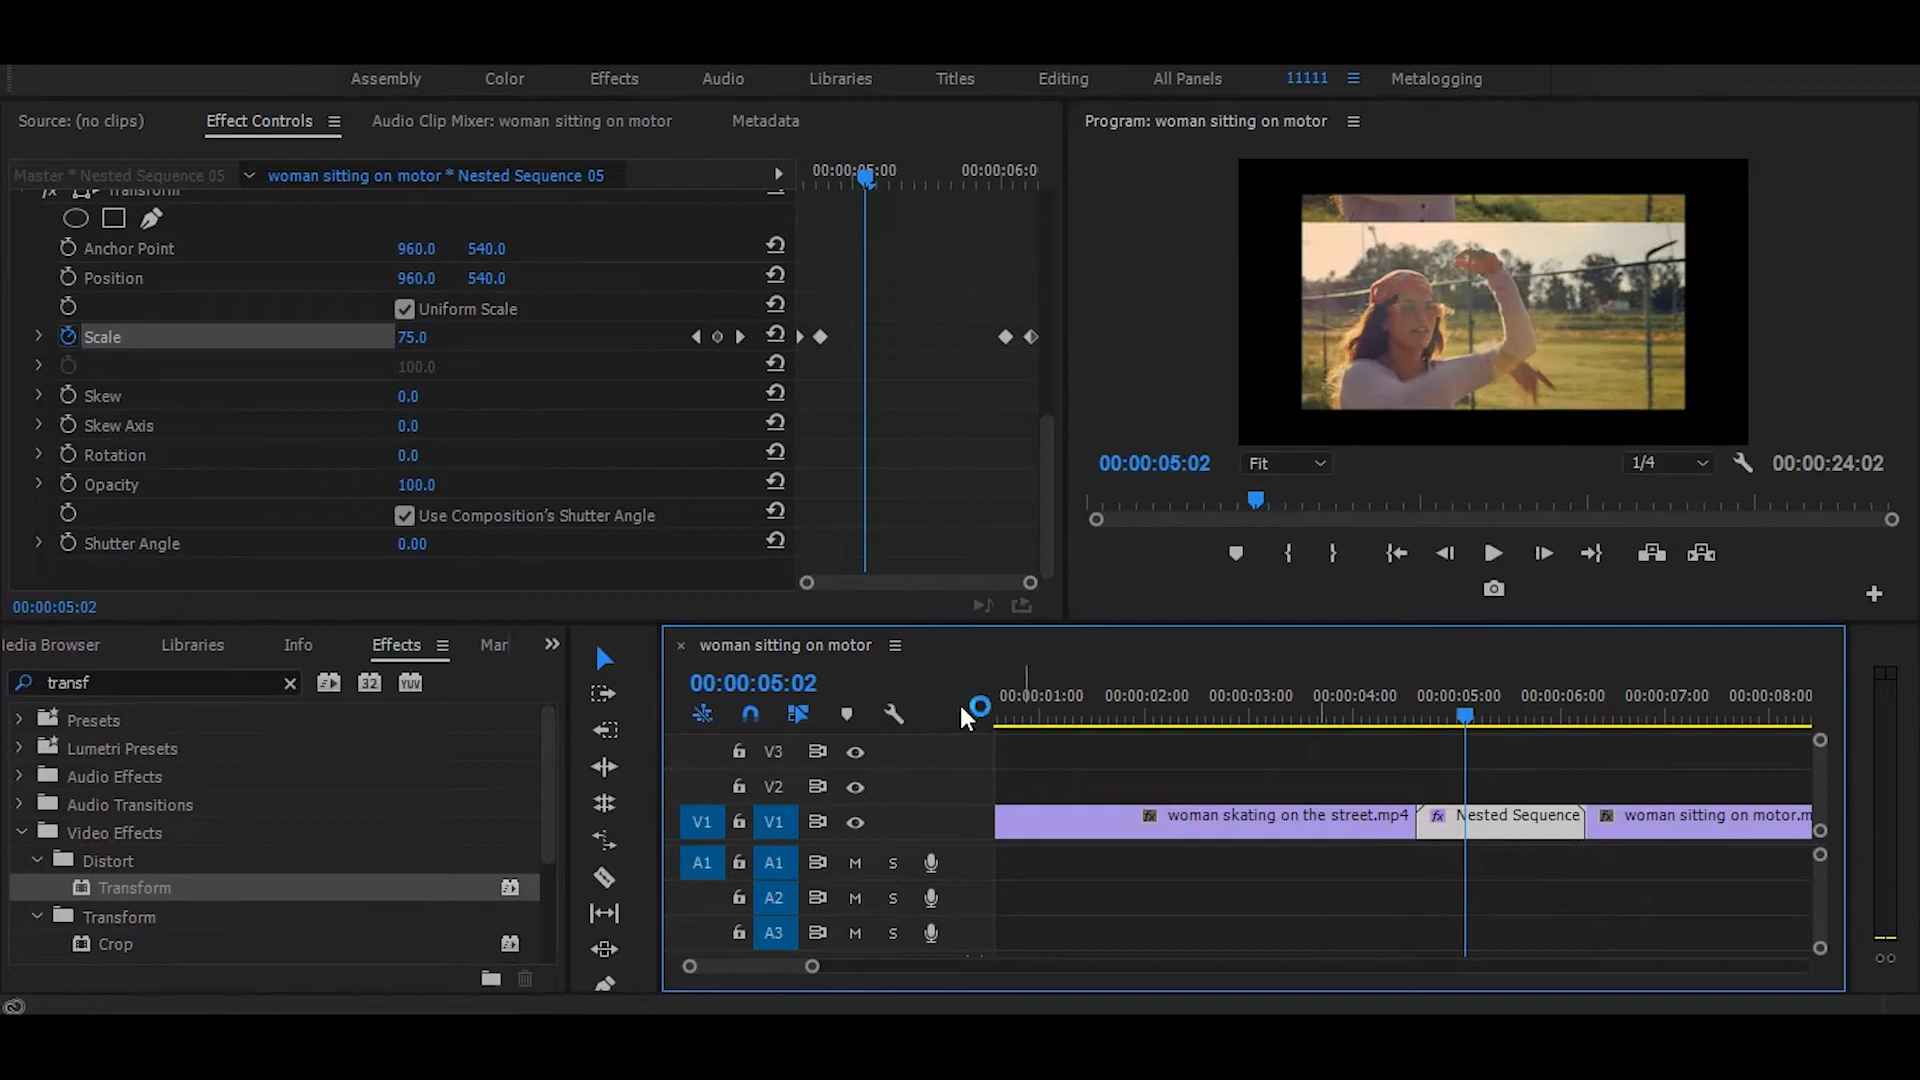 Assembly Color Effects Audio Libraries Titles Editing All Panels 11111 Metalogging
Source: (no clips) Effect Controls Audio Clip Mixer: woman sitting on motor Metadata
Program: woman sitting on motor
Master * Nested Sequence 05 woman sitting on motor * Nested Sequence 05
00:00:05:00 00:00:06:0
fx Transform
Anchor Point 960.0 540.0
Position 960.0 540.0
Uniform Scale
Scale 75.0
100.0
Skew 0.0
Skew Axis 0.0
Rotation 0.0
Opacity 100.0
Use Composition's Shutter Angle
Shutter Angle 0.00
00:00:05:02
00:00:05:02 Fit 1/4 00:00:24:02
ledia Browser Libraries Info Effects Mar
transf
32 YUV
Presets
Lumetri Presets
Audio Effects
Audio Transitions
Video Effects
Distort
Transform
Transform
Crop
woman sitting on motor
00:00:05:02
00:00:01:00 00:00:02:00 00:00:03:00 00:00:04:00 00:00:05:00 00:00:06:00 00:00:07:00 00:00:08:00
V3
V2
V1 V1 fx woman skating on the street.mp4 fx Nested Sequence fx woman sitting on motor.m
A1 A1 M S
A2 M S
A3 M S